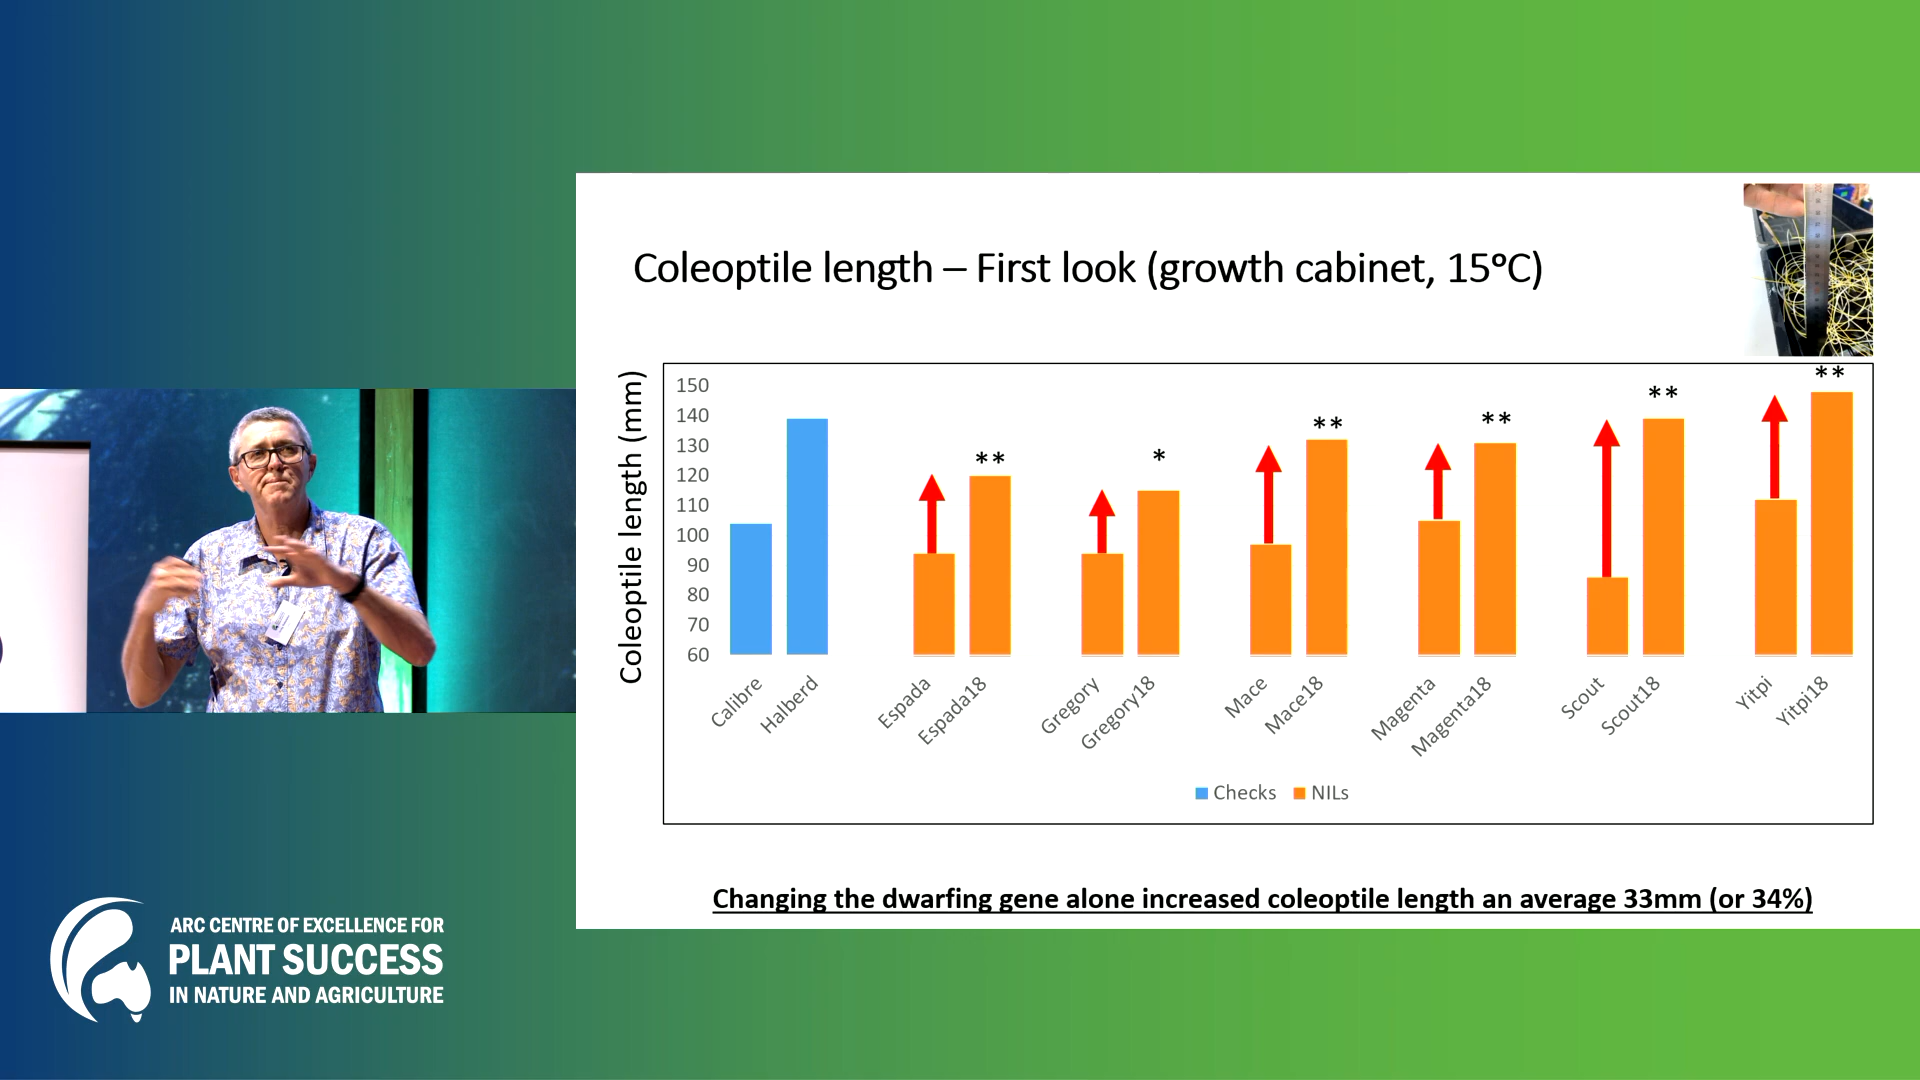 Coleoptile length – First look (growth cabinet, 15ºC)
Coleoptile length (mm)
150
140
130
120
110
100
90
80
70
60
** * ** ** ** **
Calibre
Halberd
Espada
Espada18
Gregory
Gregory18
Mace
Mace18
Magenta
Magenta18
Scout
Scout18
Yitpi
Yitpi18
Checks NILs
Changing the dwarfing gene alone increased coleoptile length an average 33mm (or 34%)
ARC CENTRE OF EXCELLENCE FOR
PLANT SUCCESS
IN NATURE AND AGRICULTURE